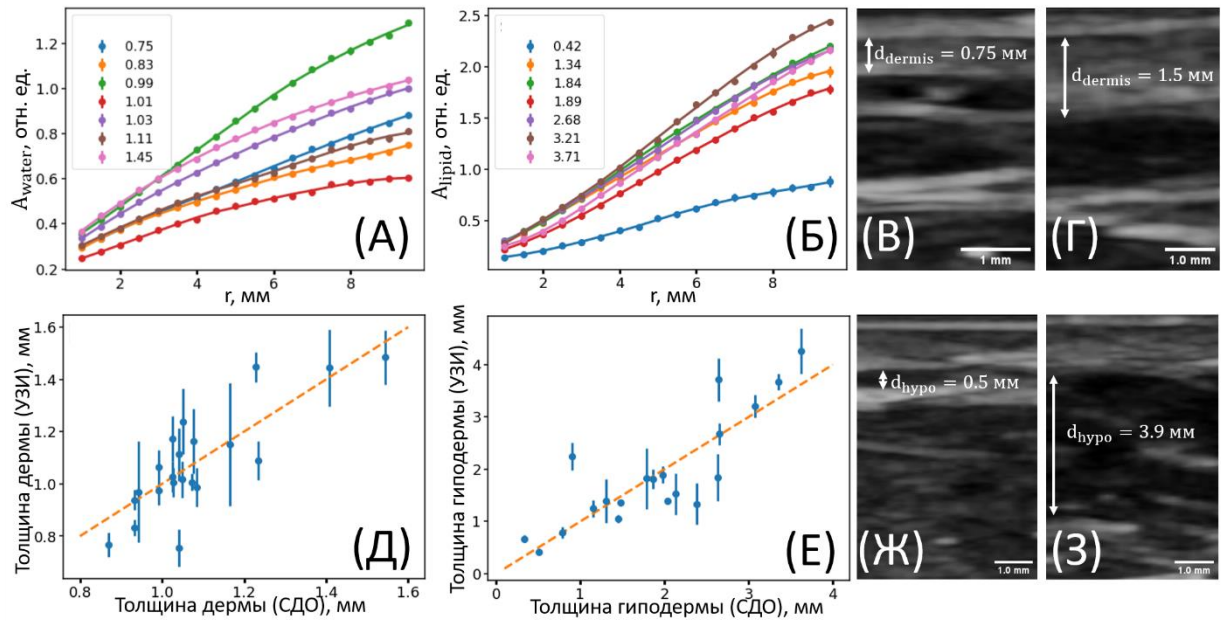 A_water, отн. ед.
1.2
1.0
0.8
0.6
0.4
0.2
0.75
0.83
0.99
1.01
1.03
1.11
1.45
(А)
2 4 6 8
r, мм
A_lipid, отн. ед.
2.5
2.0
1.5
1.0
0.5
0.42
1.34
1.84
1.89
2.68
3.21
3.71
(Б)
2 4 6 8
r, мм
d_dermis = 0.75 мм
(В)
1 mm
d_dermis = 1.5 мм
(Г)
1.0 mm
Толщина дермы (УЗИ), мм
1.6
1.4
1.2
1.0
0.8
(Д)
0.8 1.0 1.2 1.4 1.6
Толщина дермы (СДО), мм
Толщина гиподермы (УЗИ), мм
4
3
2
1
0
(Е)
0 1 2 3 4
Толщина гиподермы (СДО), мм
d_hypo = 0.5 мм
(Ж)
1.0 mm
d_hypo = 3.9 мм
(З)
1.0 mm